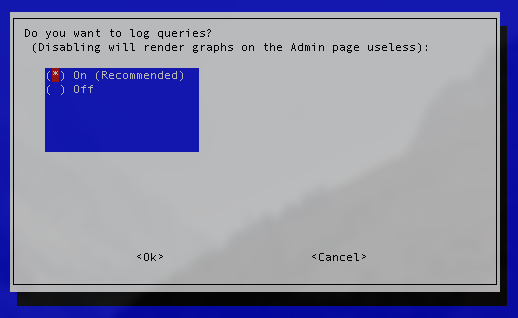 Do you want to log queries?
(Disabling will render graphs on the Admin page useless):
(*) On (Recommended)
( ) Off
<Ok> <Cancel>